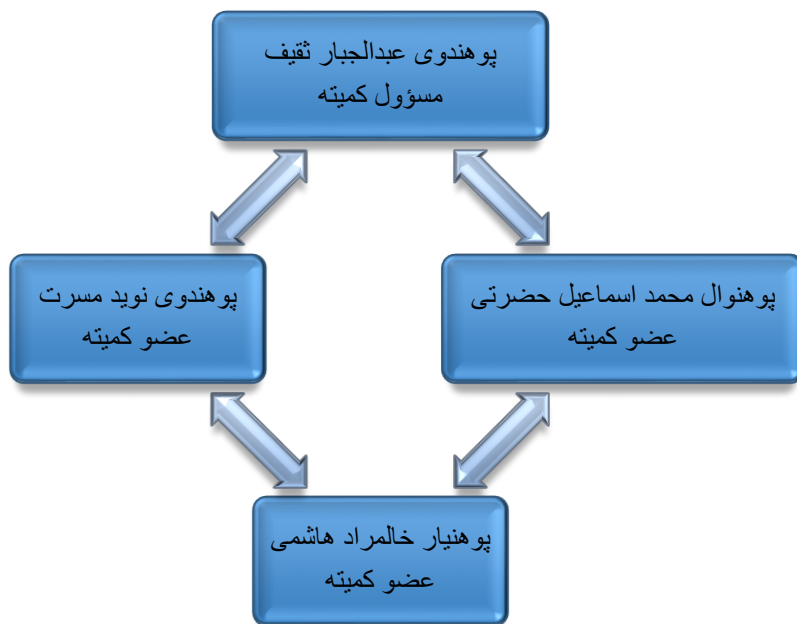 پوهندوی عبدالجبار ثقیف
مسؤول کمیته
پوهنوال محمد اسماعیل حضرتی
عضو کمیته
پوهندوی نوید مسرت
عضو کمیته
پوهنیار خالمراد هاشمی
عضو کمیته